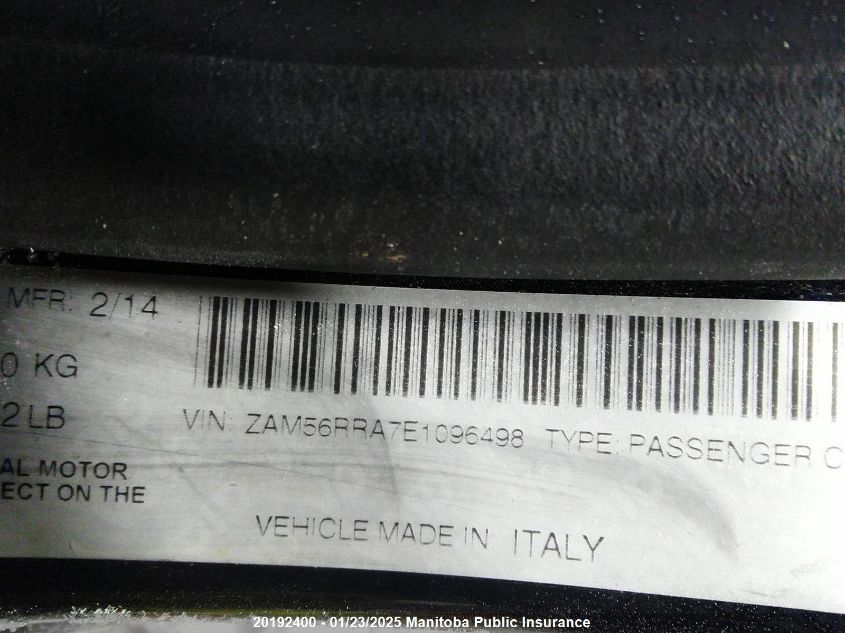 MFR: 2/14
0 KG
2 LB
VIN: ZAM56RRA7E1096498 TYPE: PASSENGER C
AL MOTOR
ECT ON THE
VEHICLE MADE IN: ITALY
20192400 - 01/23/2025 Manitoba Public Insurance